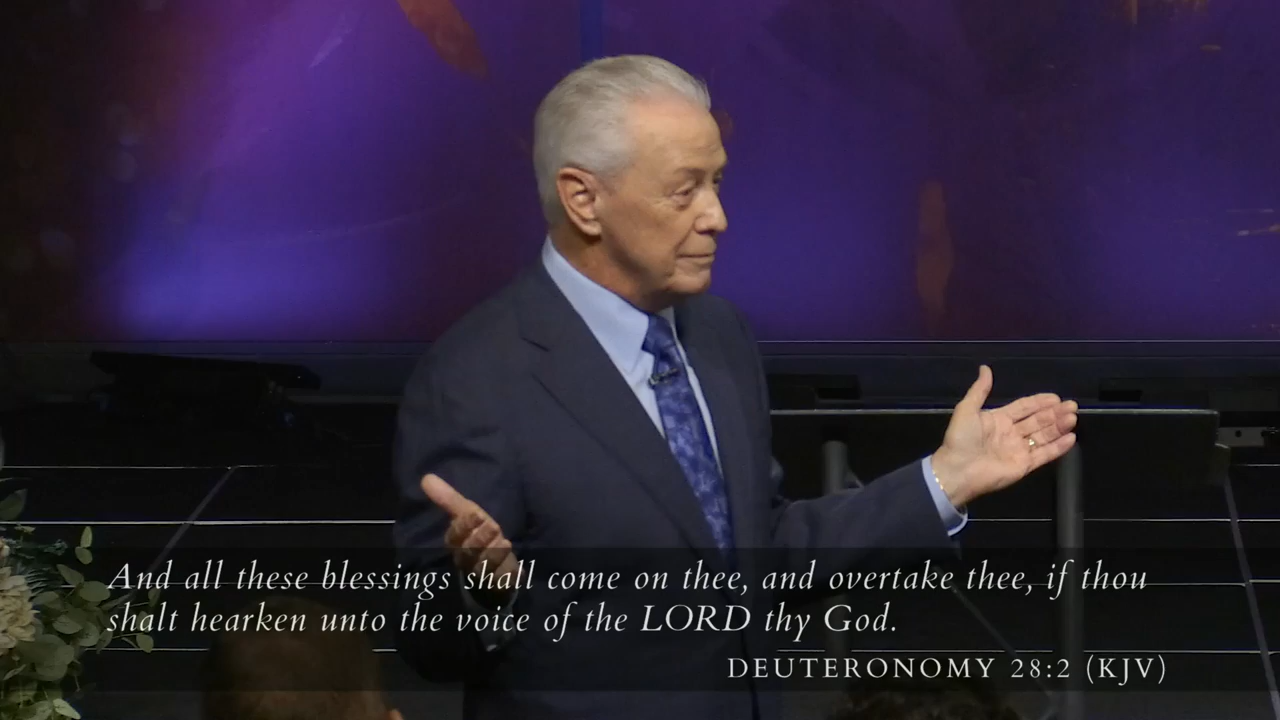 And all these blessings shall come on thee, and overtake thee, if thou
shalt hearken unto the voice of the LORD thy God.
DEUTERONOMY 28:2 (KJV)